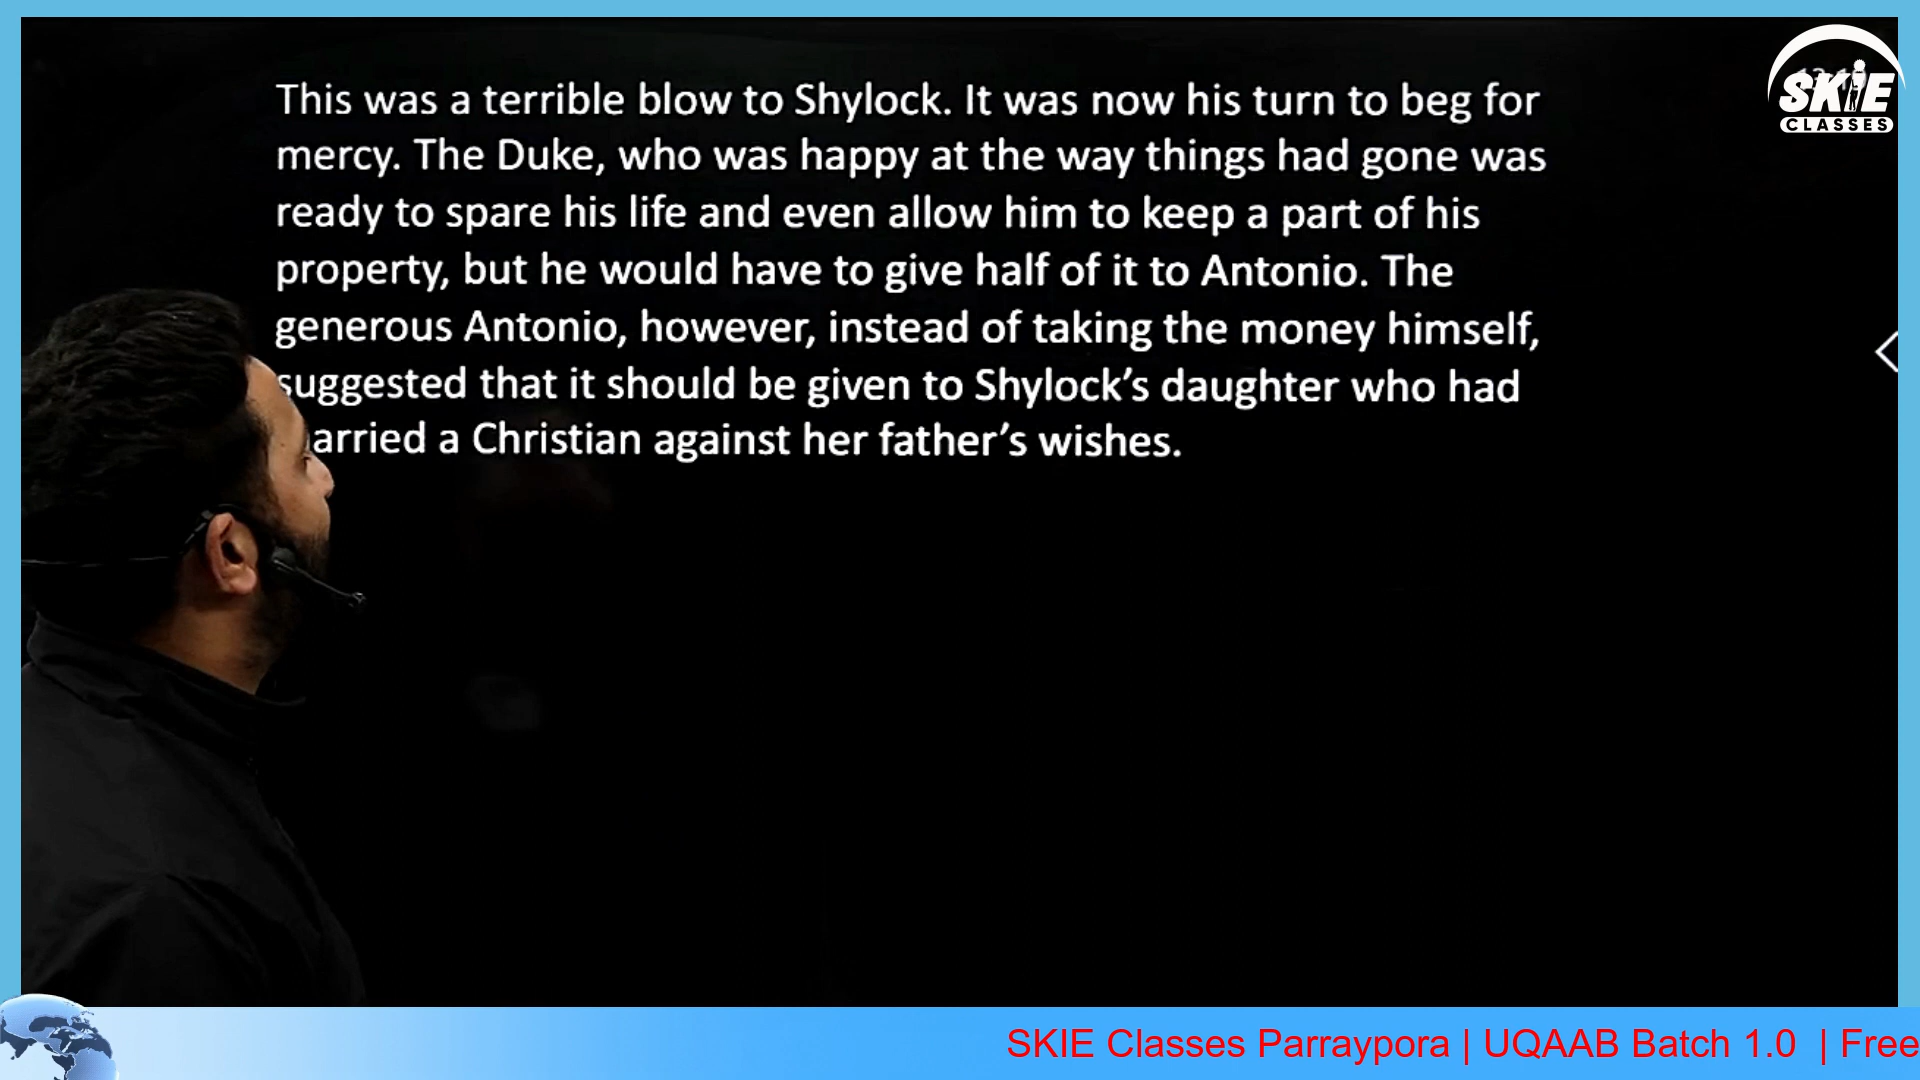 This was a terrible blow to Shylock. It was now his turn to beg for
mercy. The Duke, who was happy at the way things had gone was
ready to spare his life and even allow him to keep a part of his
property, but he would have to give half of it to Antonio. The
generous Antonio, however, instead of taking the money himself,
suggested that it should be given to Shylock's daughter who had
arried a Christian against her father's wishes.
SKIE
CLASSES
SKIE Classes Parraypora | UQAAB Batch 1.0 | Free